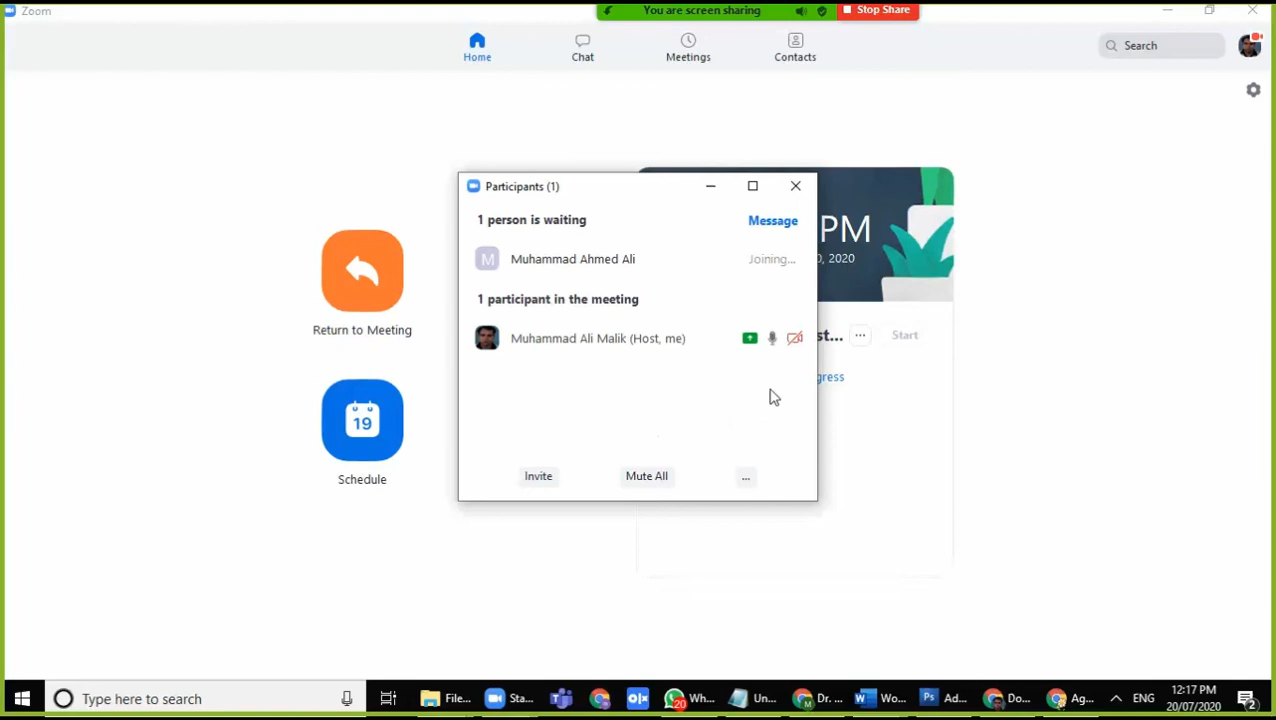 Zoom
You are screen sharing
Stop Share
Home
Chat
Meetings
Contacts
Search
Participants (1)
1 person is waiting
Message
M
Muhammad Ahmed Ali
Joining...
1 participant in the meeting
Muhammad Ali Malik (Host, me)
Invite
Mute All
...
Return to Meeting
19
Schedule
PM
0, 2020
st...
...
Start
gress
Type here to search
File...
Sta...
Wh...
20
Un...
Dr. ...
Wo...
Ad...
Do...
Ag...
ENG
12:17 PM
20/07/2020
2